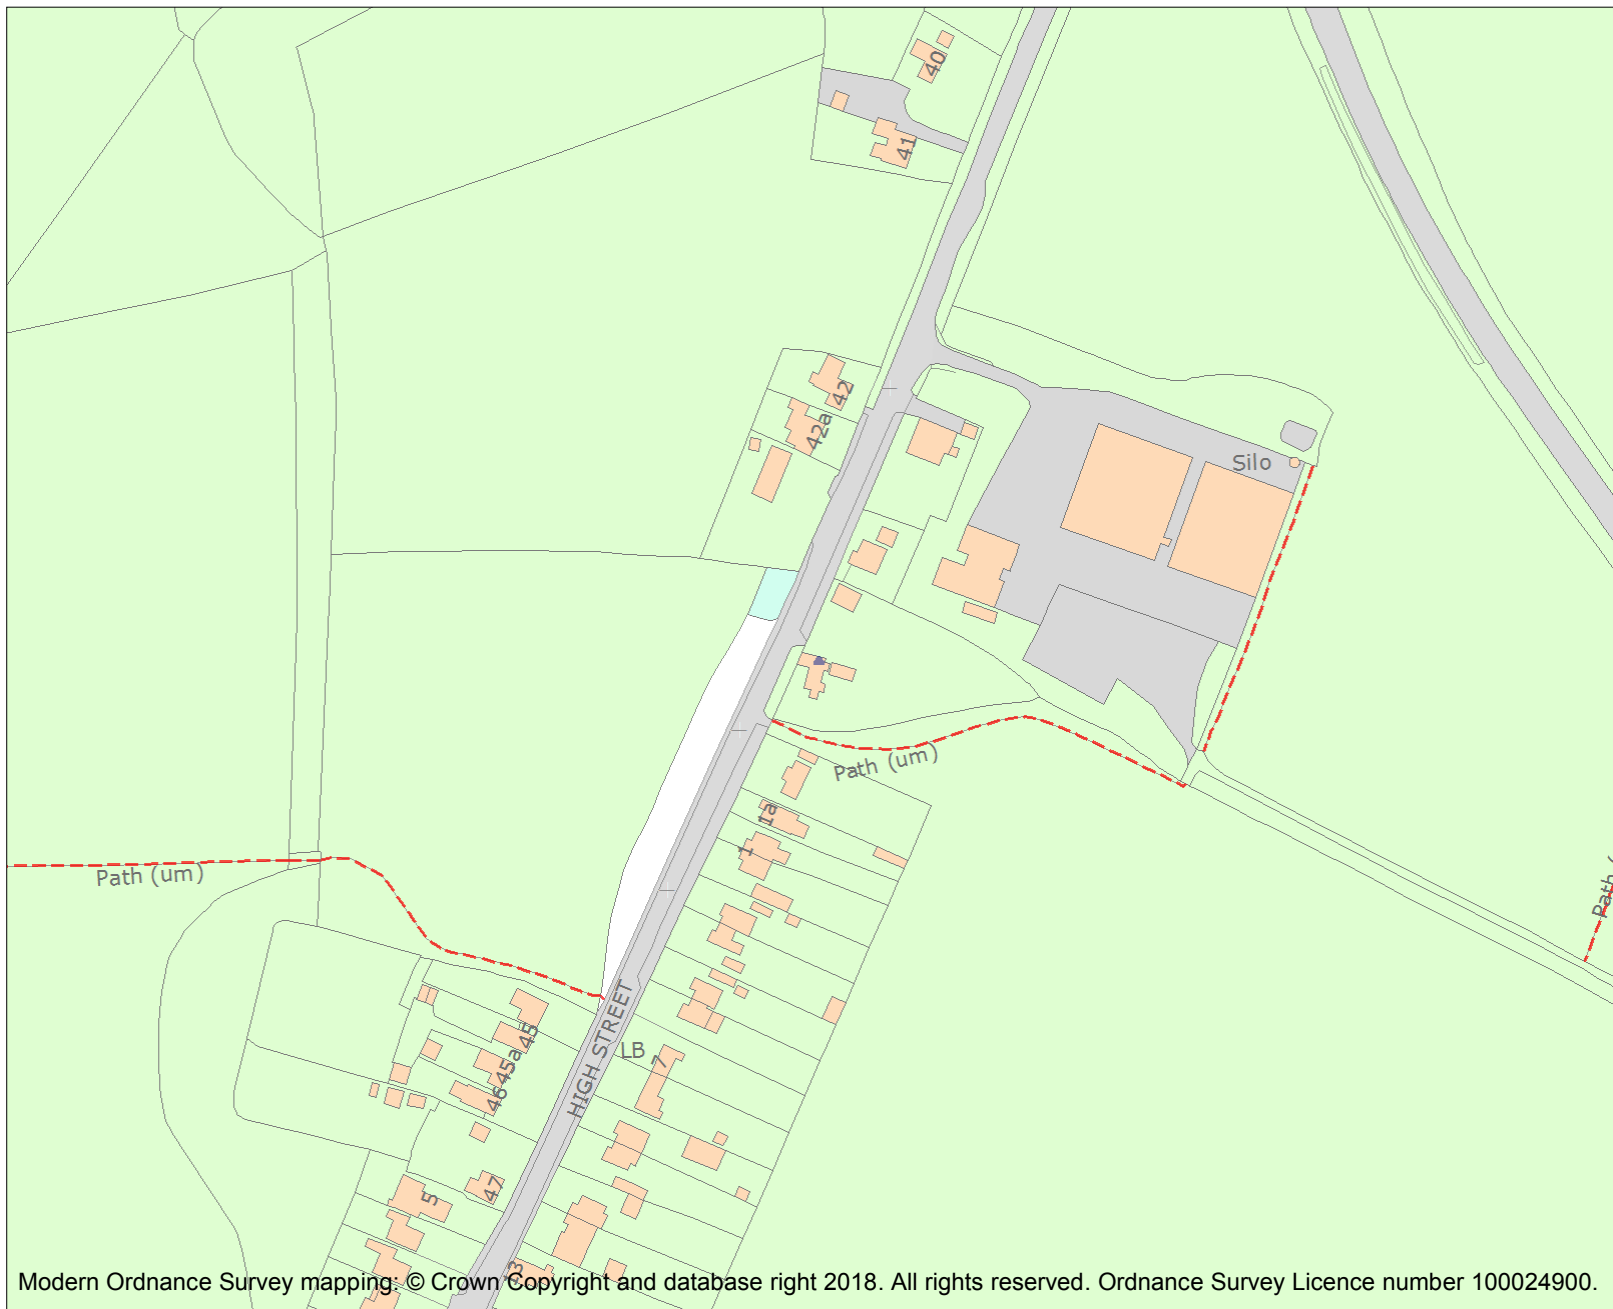 40
41
42
42a
Silo
Path (um)
1a
1
Path (um)
HIGH STREET
45
45a
46
LB
7
47
5
Modern Ordnance Survey mapping: © Crown Copyright and database right 2018. All rights reserved. Ordnance Survey Licence number 100024900.